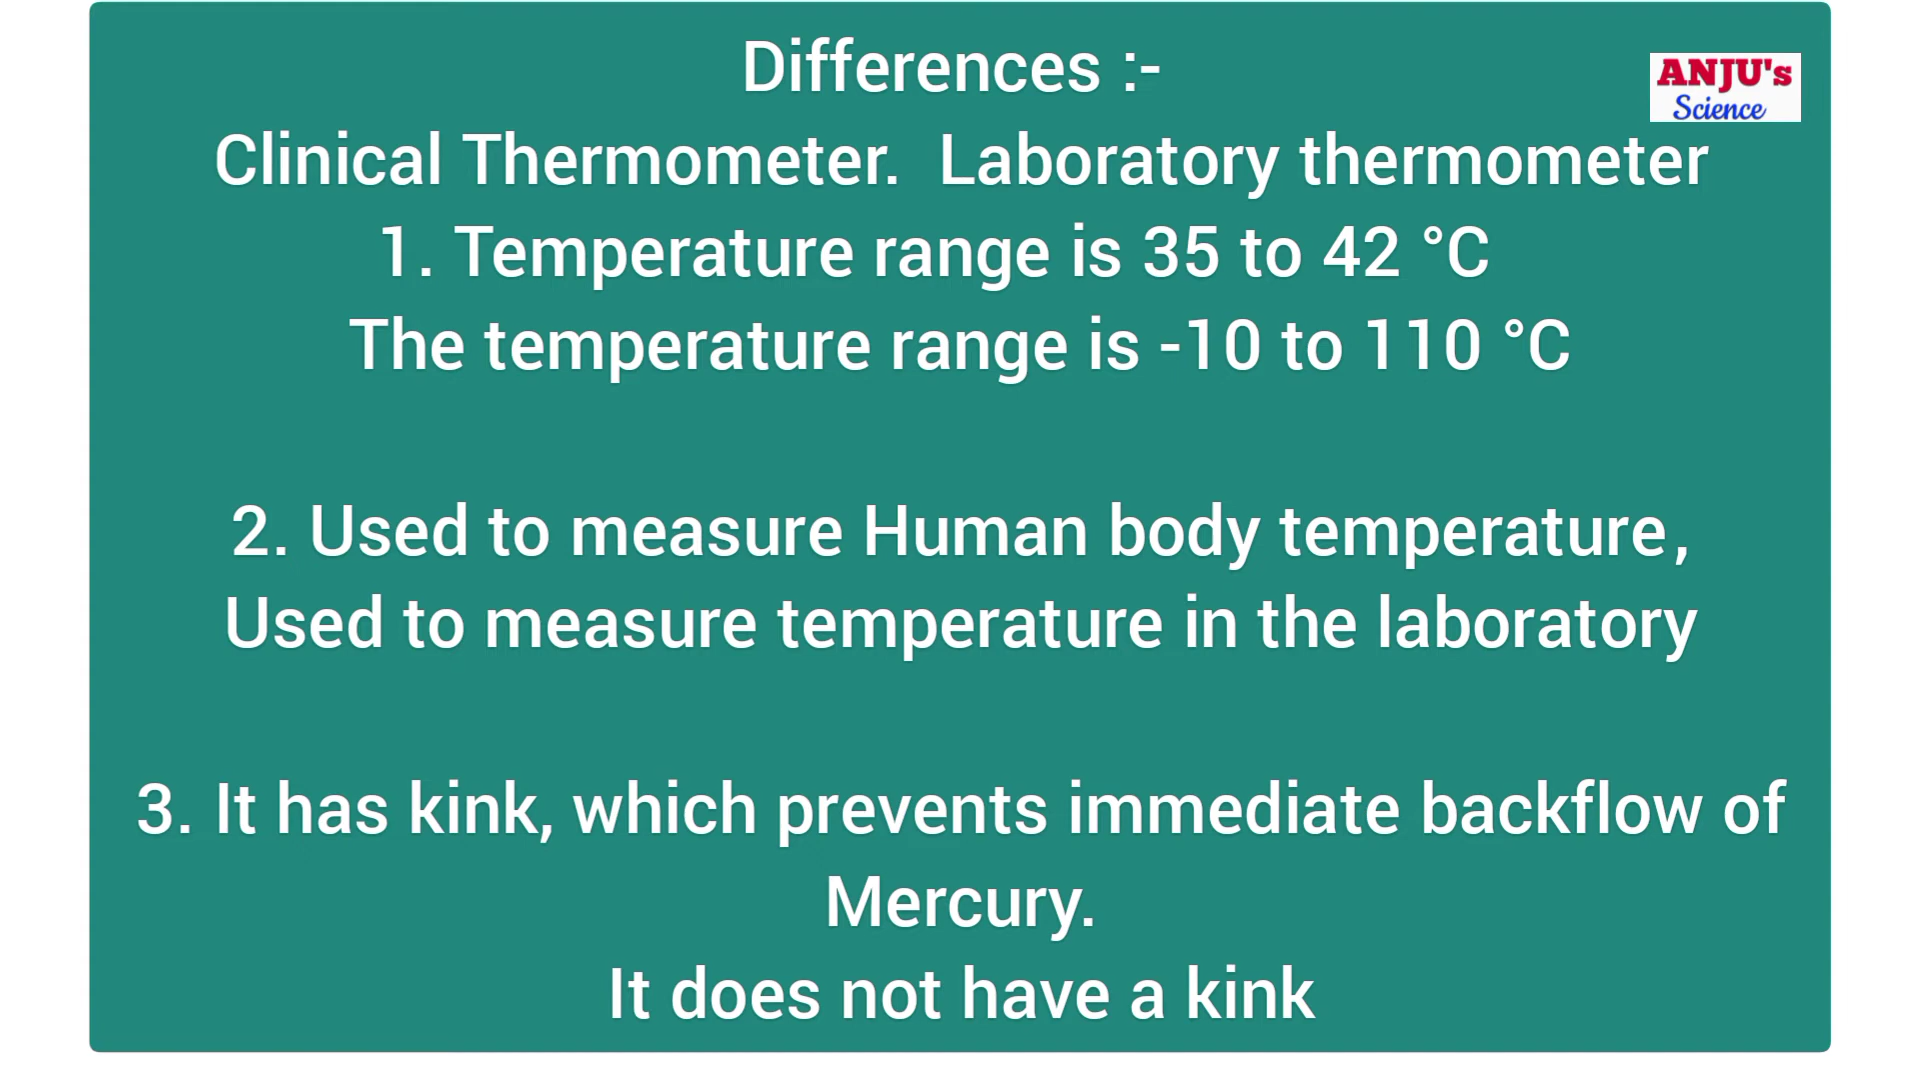 Differences :-
ANJU's
Science
Clinical Thermometer.  Laboratory thermometer
1. Temperature range is 35 to 42 °C
The temperature range is -10 to 110 °C
2. Used to measure Human body temperature,
Used to measure temperature in the laboratory
3. It has kink, which prevents immediate backflow of
Mercury.
It does not have a kink